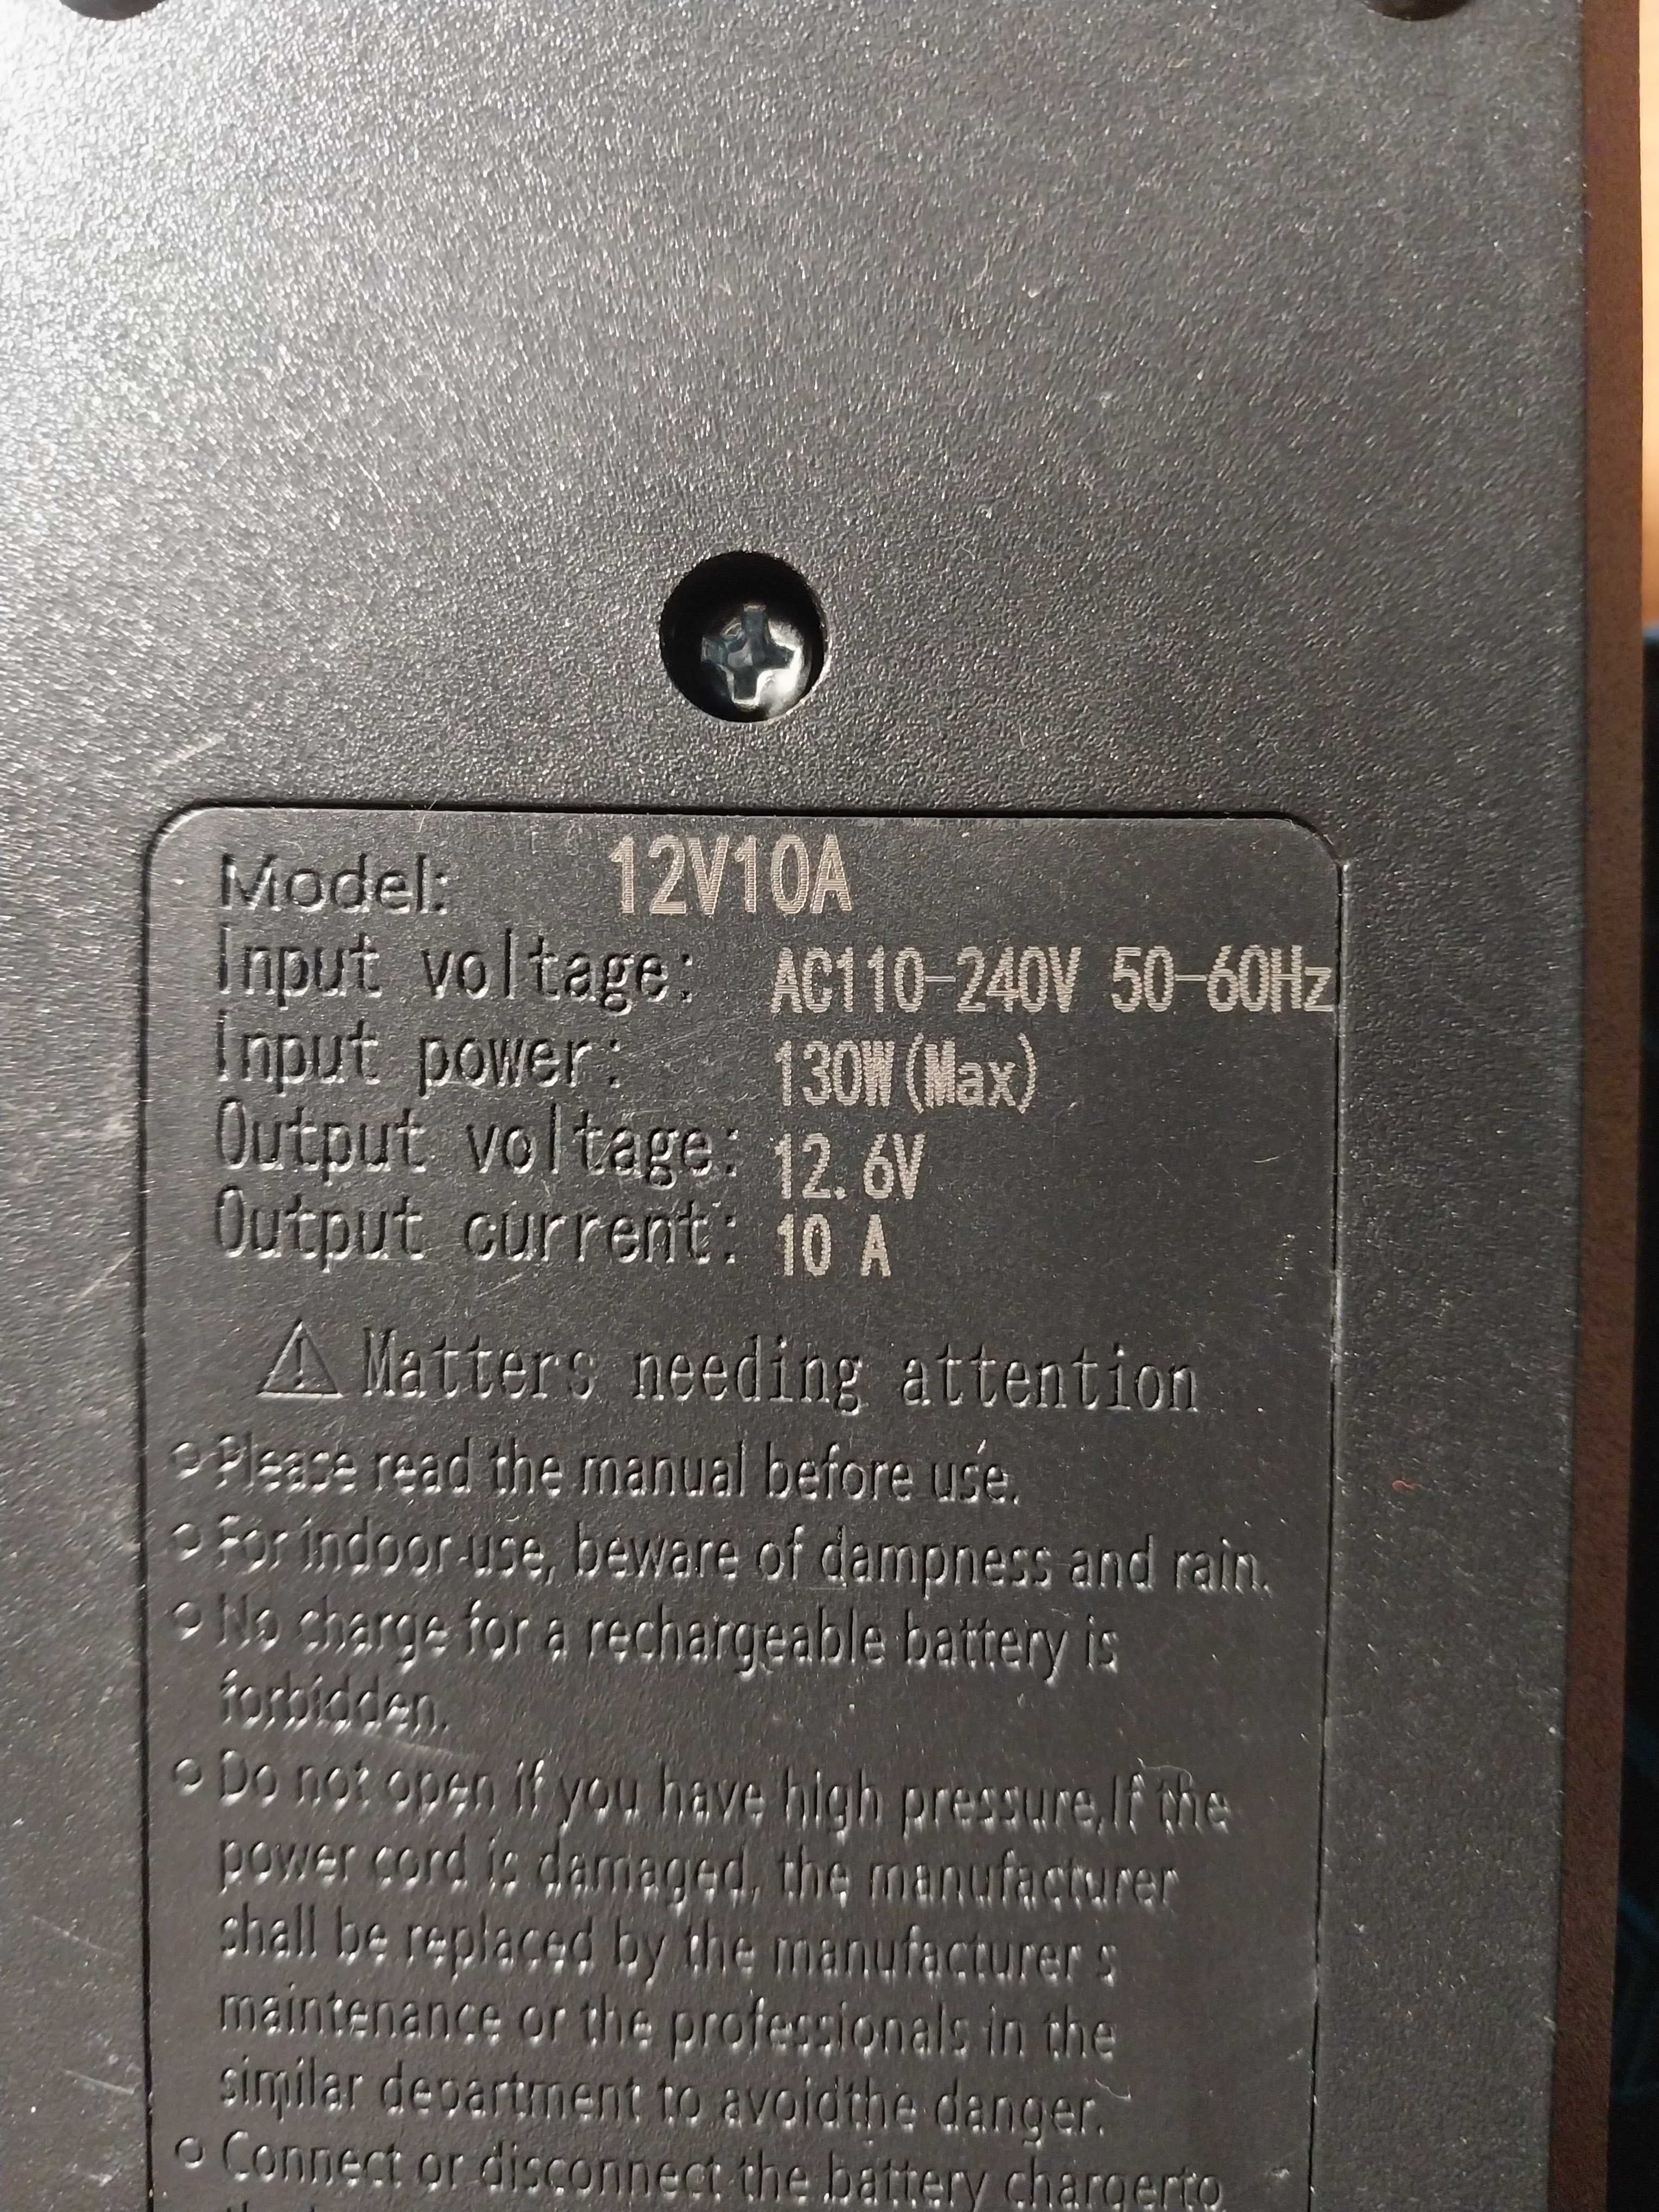 Model: 12V10A
Input voltage: AC110-240V 50-60Hz
Input power: 130W(Max)
Output voltage: 12.6V
Output current: 10 A
⚠ Matters needing attention
○ Please read the manual before use.
○ For indoor use, beware of dampness and rain.
○ No charge for a rechargeable battery is
forbidden.
○ Do not open if you have high pressure,If the
power cord is damaged, the manufacturer
shall be replaced by the manufacturer s
maintenance or the professionals in the
similar department to avoidthe danger.
○ Connect or disconnect the battery chargerto